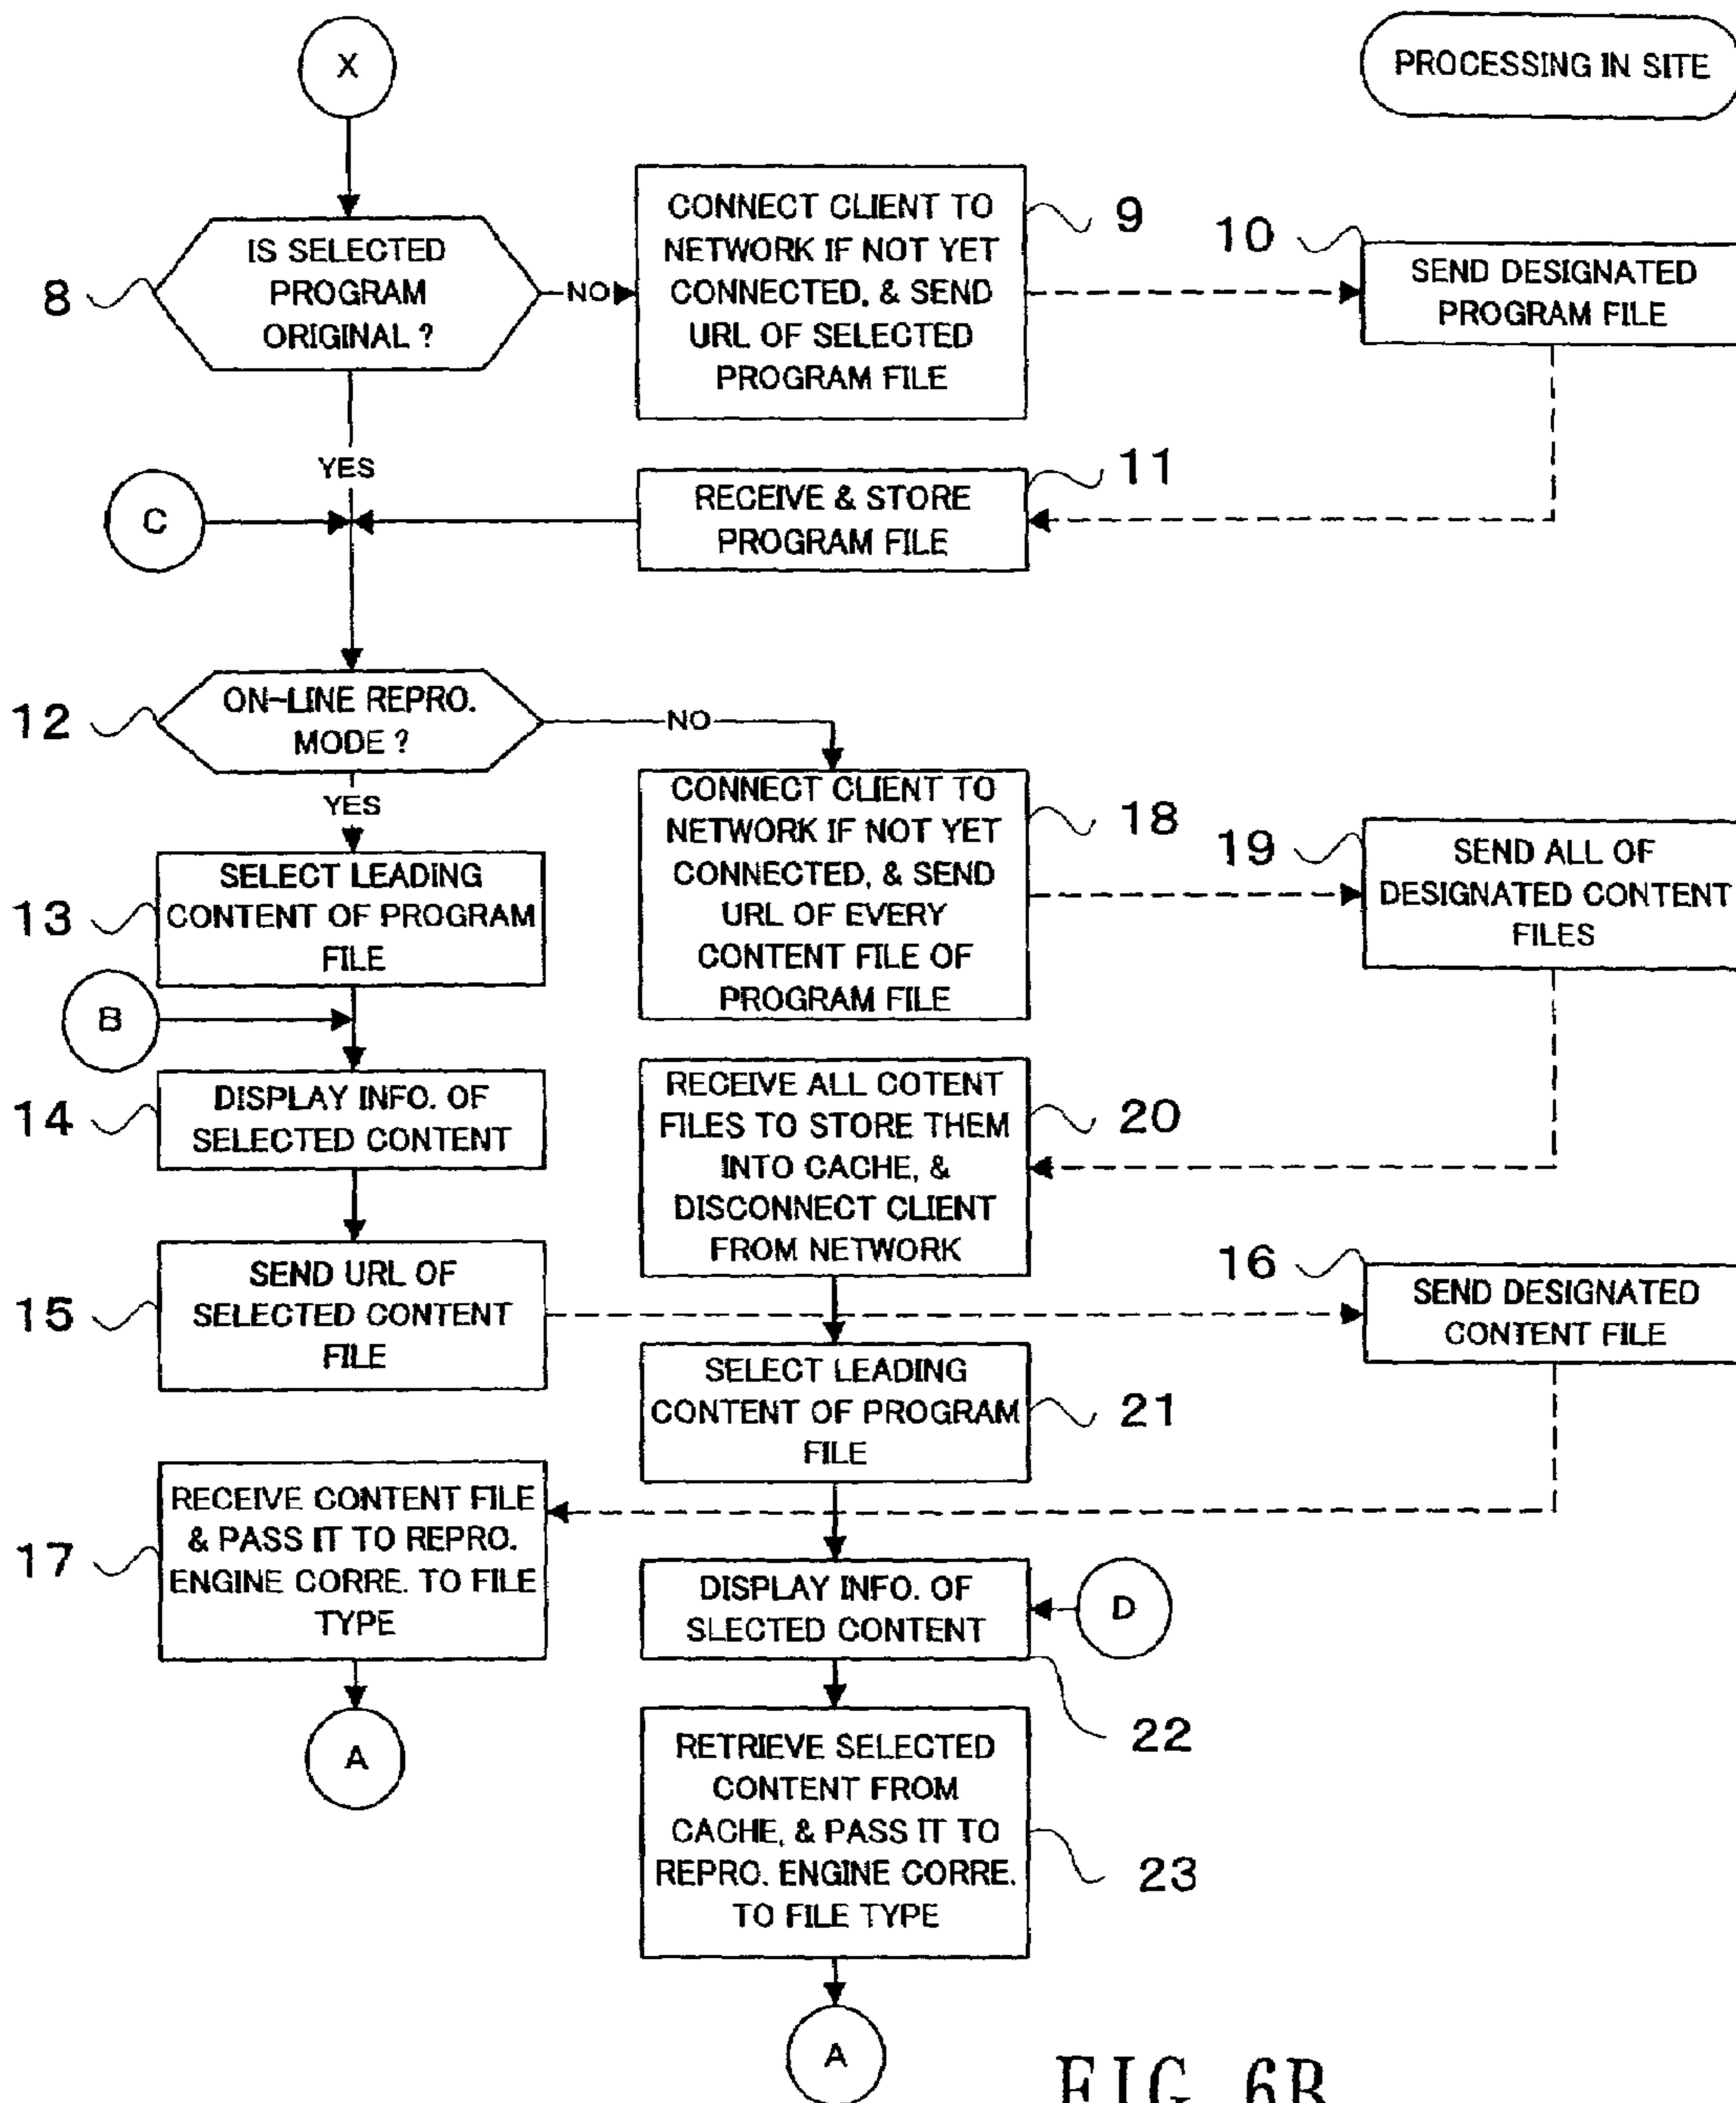 X
PROCESSING IN SITE
IS SELECTED
PROGRAM
ORIGINAL ?
8
NO
CONNECT CLIENT TO
NETWORK IF NOT YET
CONNECTED, & SEND
URL OF SELECTED
PROGRAM FILE
9
10
SEND DESIGNATED
PROGRAM FILE
YES
C
RECEIVE & STORE
PROGRAM FILE
11
12
ON-LINE REPRO.
MODE ?
NO
YES
CONNECT CLIENT TO
NETWORK IF NOT YET
CONNECTED, & SEND
URL OF EVERY
CONTENT FILE OF
PROGRAM FILE
18
19
SEND ALL OF
DESIGNATED CONTENT
FILES
13
SELECT LEADING
CONTENT OF PROGRAM
FILE
B
14
DISPLAY INFO. OF
SELECTED CONTENT
RECEIVE ALL COTENT
FILES TO STORE THEM
INTO CACHE, &
DISCONNECT CLIENT
FROM NETWORK
20
15
SEND URL OF
SELECTED CONTENT
FILE
16
SEND DESIGNATED
CONTENT FILE
SELECT LEADING
CONTENT OF PROGRAM
FILE
21
17
RECEIVE CONTENT FILE
& PASS IT TO REPRO.
ENGINE CORRE. TO FILE
TYPE
DISPLAY INFO. OF
SLECTED CONTENT
D
22
A
RETRIEVE SELECTED
CONTENT FROM
CACHE, & PASS IT TO
REPRO. ENGINE CORRE.
TO FILE TYPE
23
A
FIG. 6B